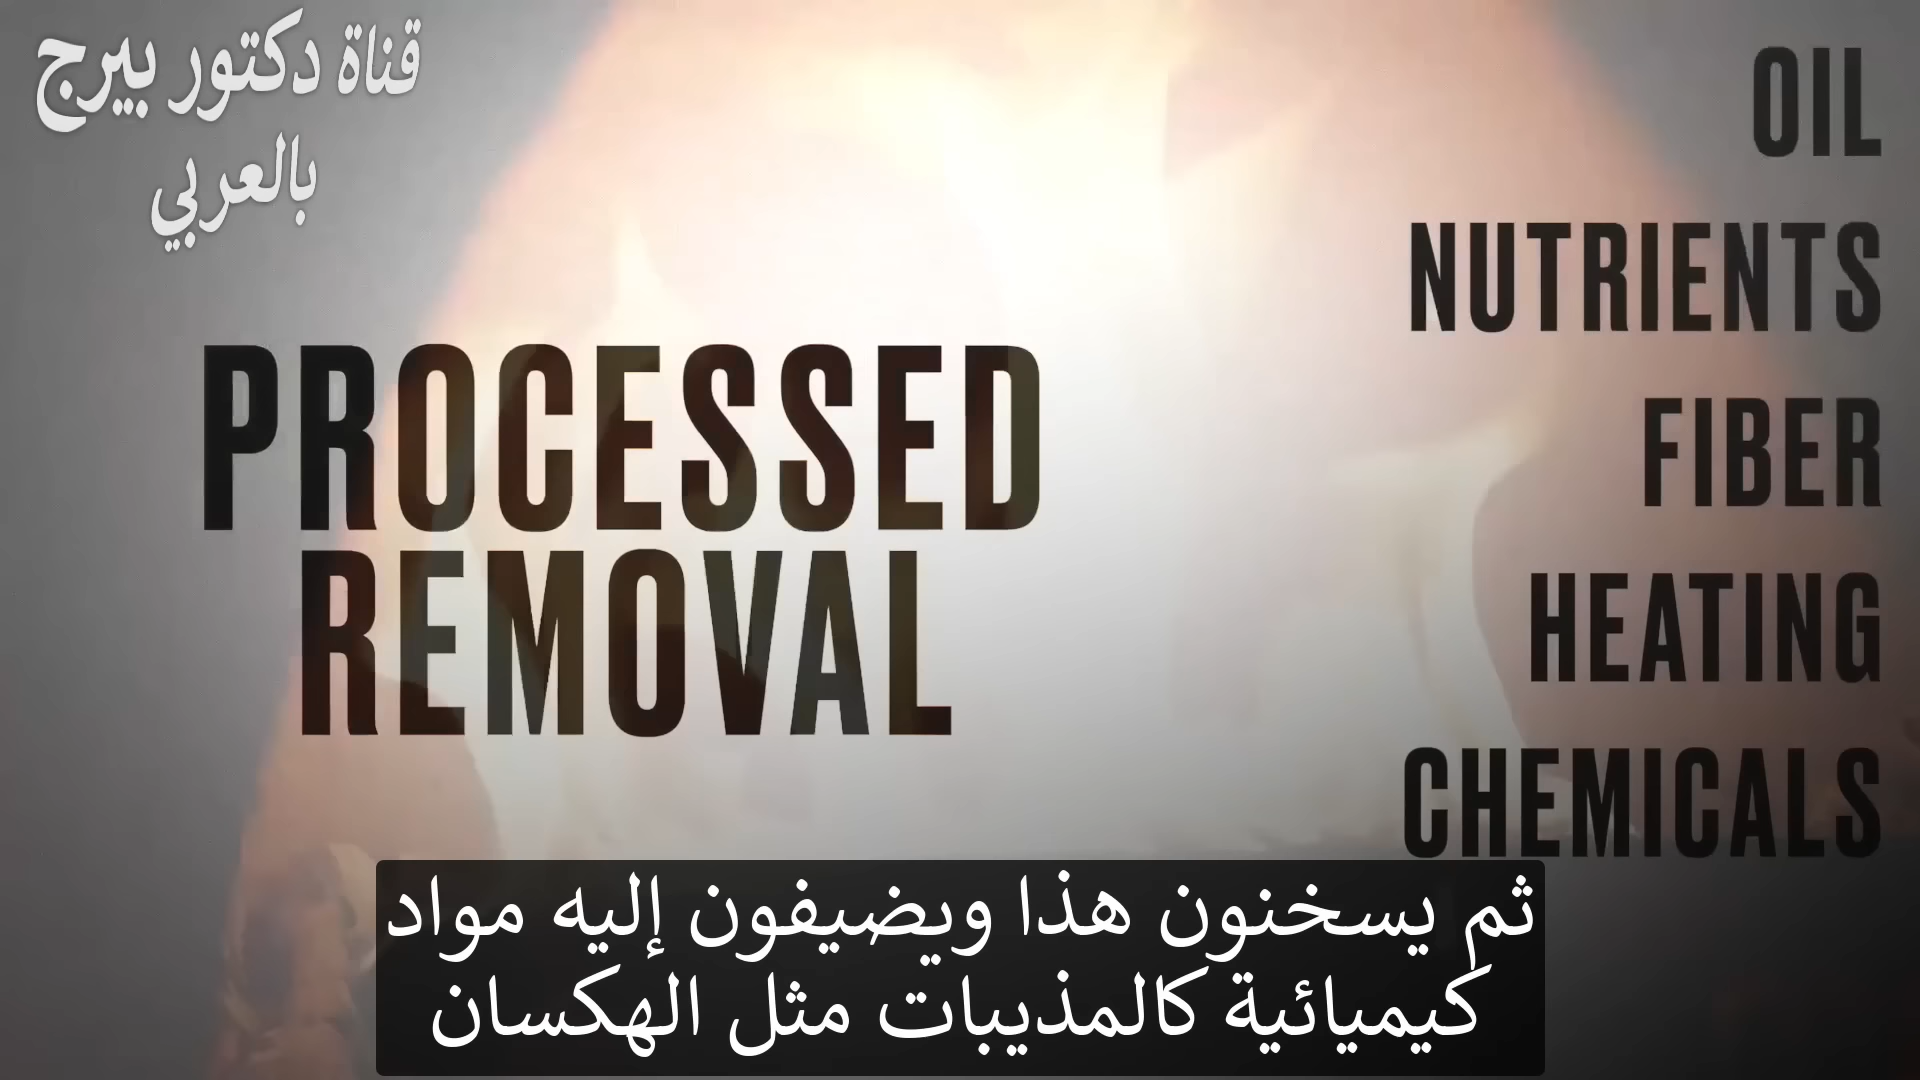 قناة دكتور بيرج
بالعربي
PROCESSED
REMOVAL
OIL
NUTRIENTS
FIBER
HEATING
CHEMICALS
ثم يسخنون هذا ويضيفون إليه مواد
كيميائية كالمذيبات مثل الهكسان